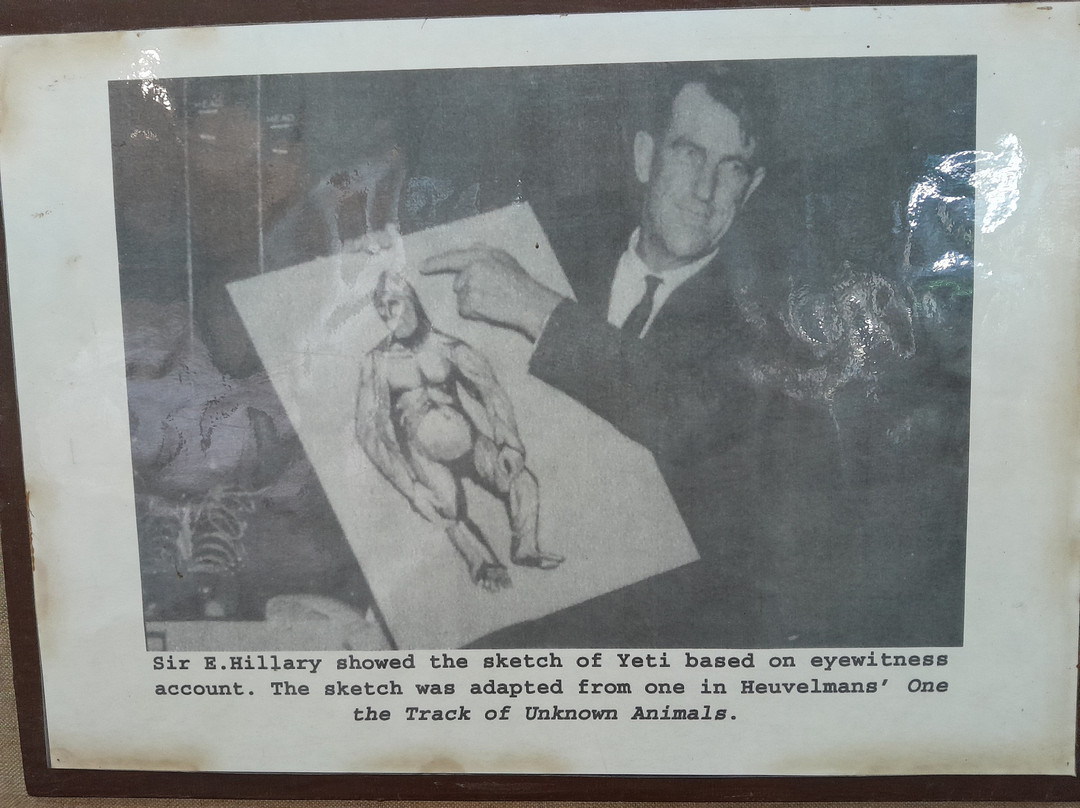 Sir E.Hillary showed the sketch of Yeti based on eyewitness
account. The sketch was adapted from one in Heuvelmans’ One
the Track of Unknown Animals.